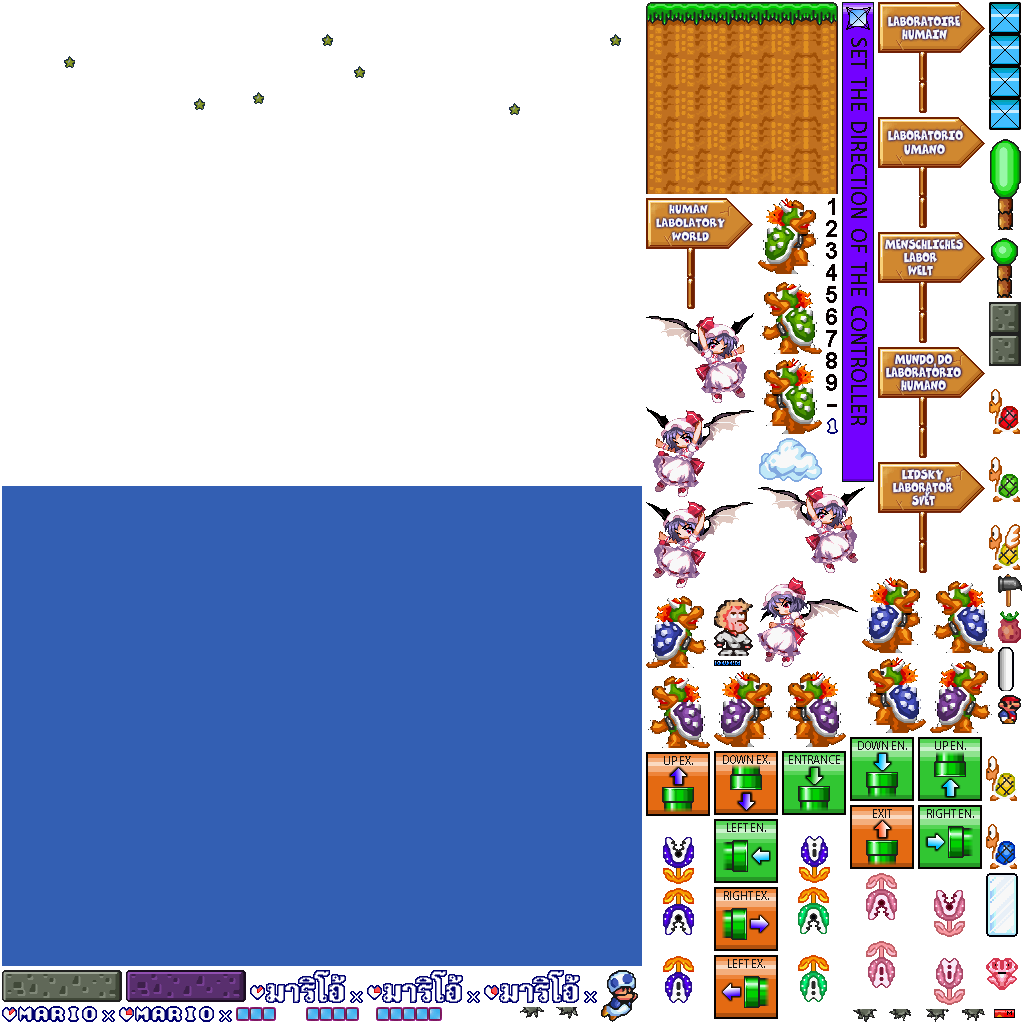 LABORATOIRE
HUMAIN
SET THE DIRECTION OF THE CONTROLLER
LABORATORIO
UMANO
HUMAN
LABOLATORY
WORLD
1
2
3
4
5
6
7
8
9
-
1
MENSCHLICHES
LABOR
WELT
MUNDO DO
LABORATÓRIO
HUMANO
LIDSKY
LABORATOŘ
SVĚT
UP EX.
DOWN EX.
ENTRANCE
DOWN EN.
UP EN.
LEFT EN.
EXIT
RIGHT EN.
RIGHT EX.
LEFT EX.
มาริโอ้ x มาริโอ้ x มาริโอ้ x
MARIO x MARIO x